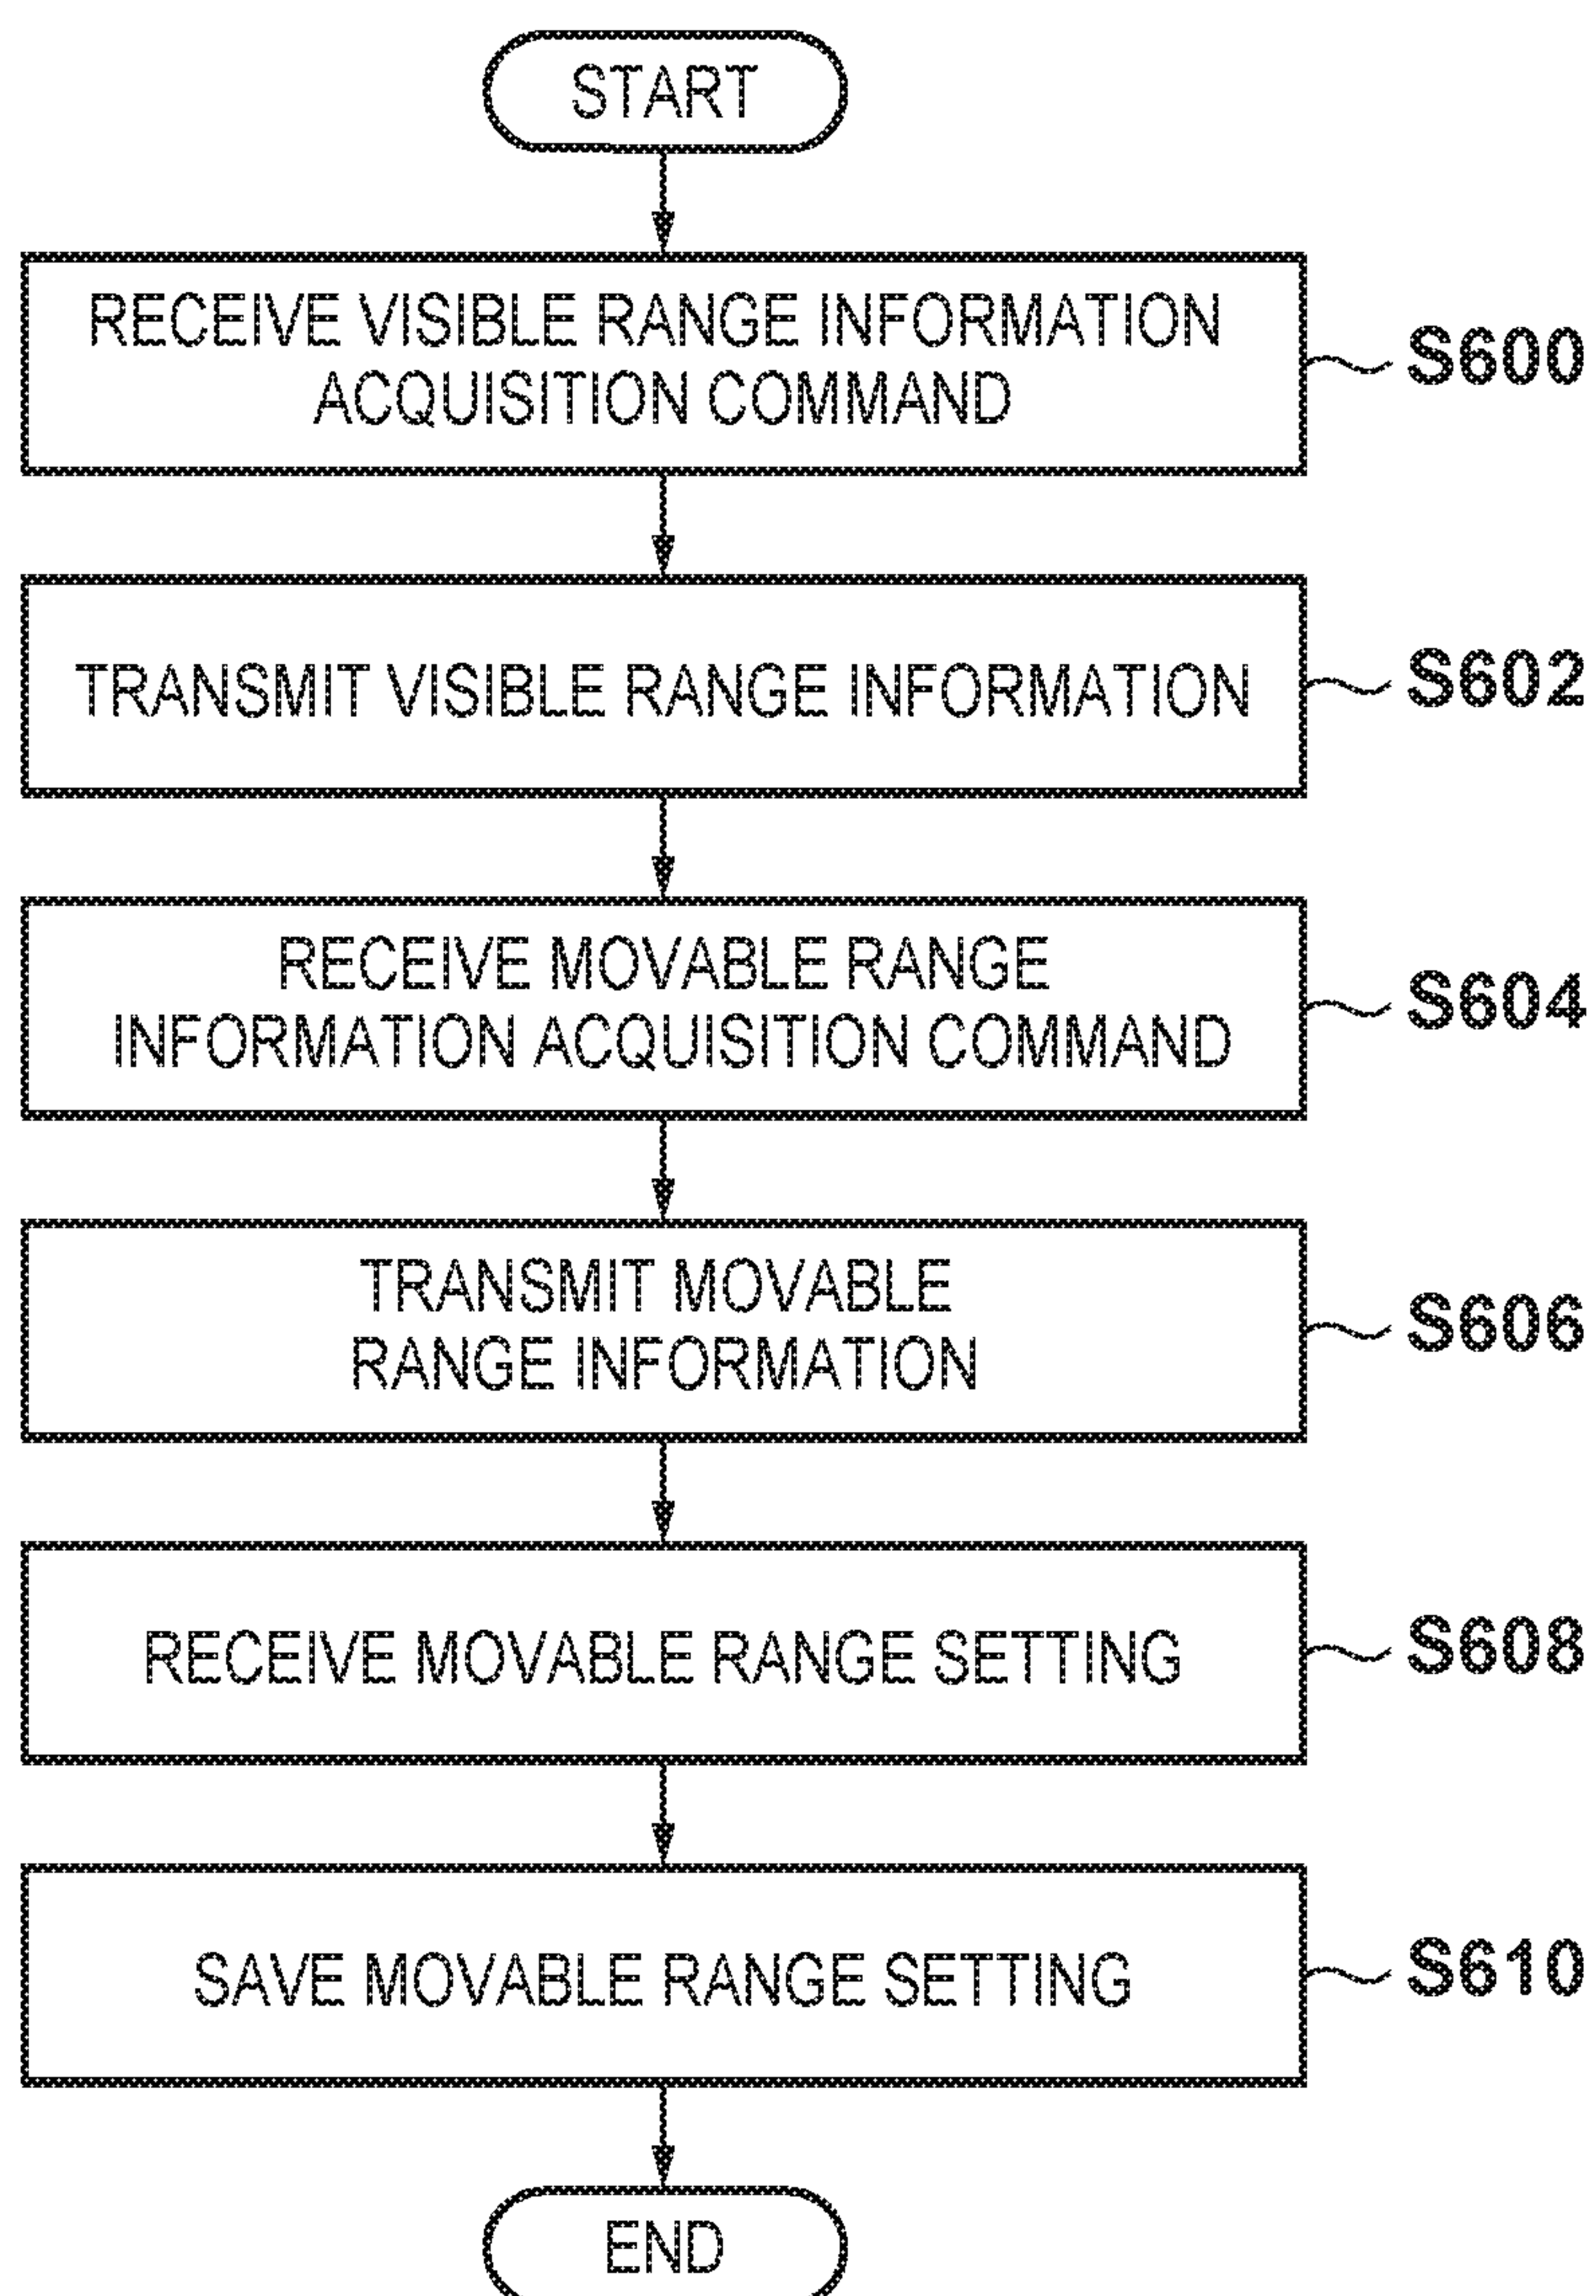 START
RECEIVE VISIBLE RANGE INFORMATION
ACQUISITION COMMAND
S600
TRANSMIT VISIBLE RANGE INFORMATION
S602
RECEIVE MOVABLE RANGE
INFORMATION ACQUISITION COMMAND
S604
TRANSMIT MOVABLE
RANGE INFORMATION
S606
RECEIVE MOVABLE RANGE SETTING
S608
SAVE MOVABLE RANGE SETTING
S610
END